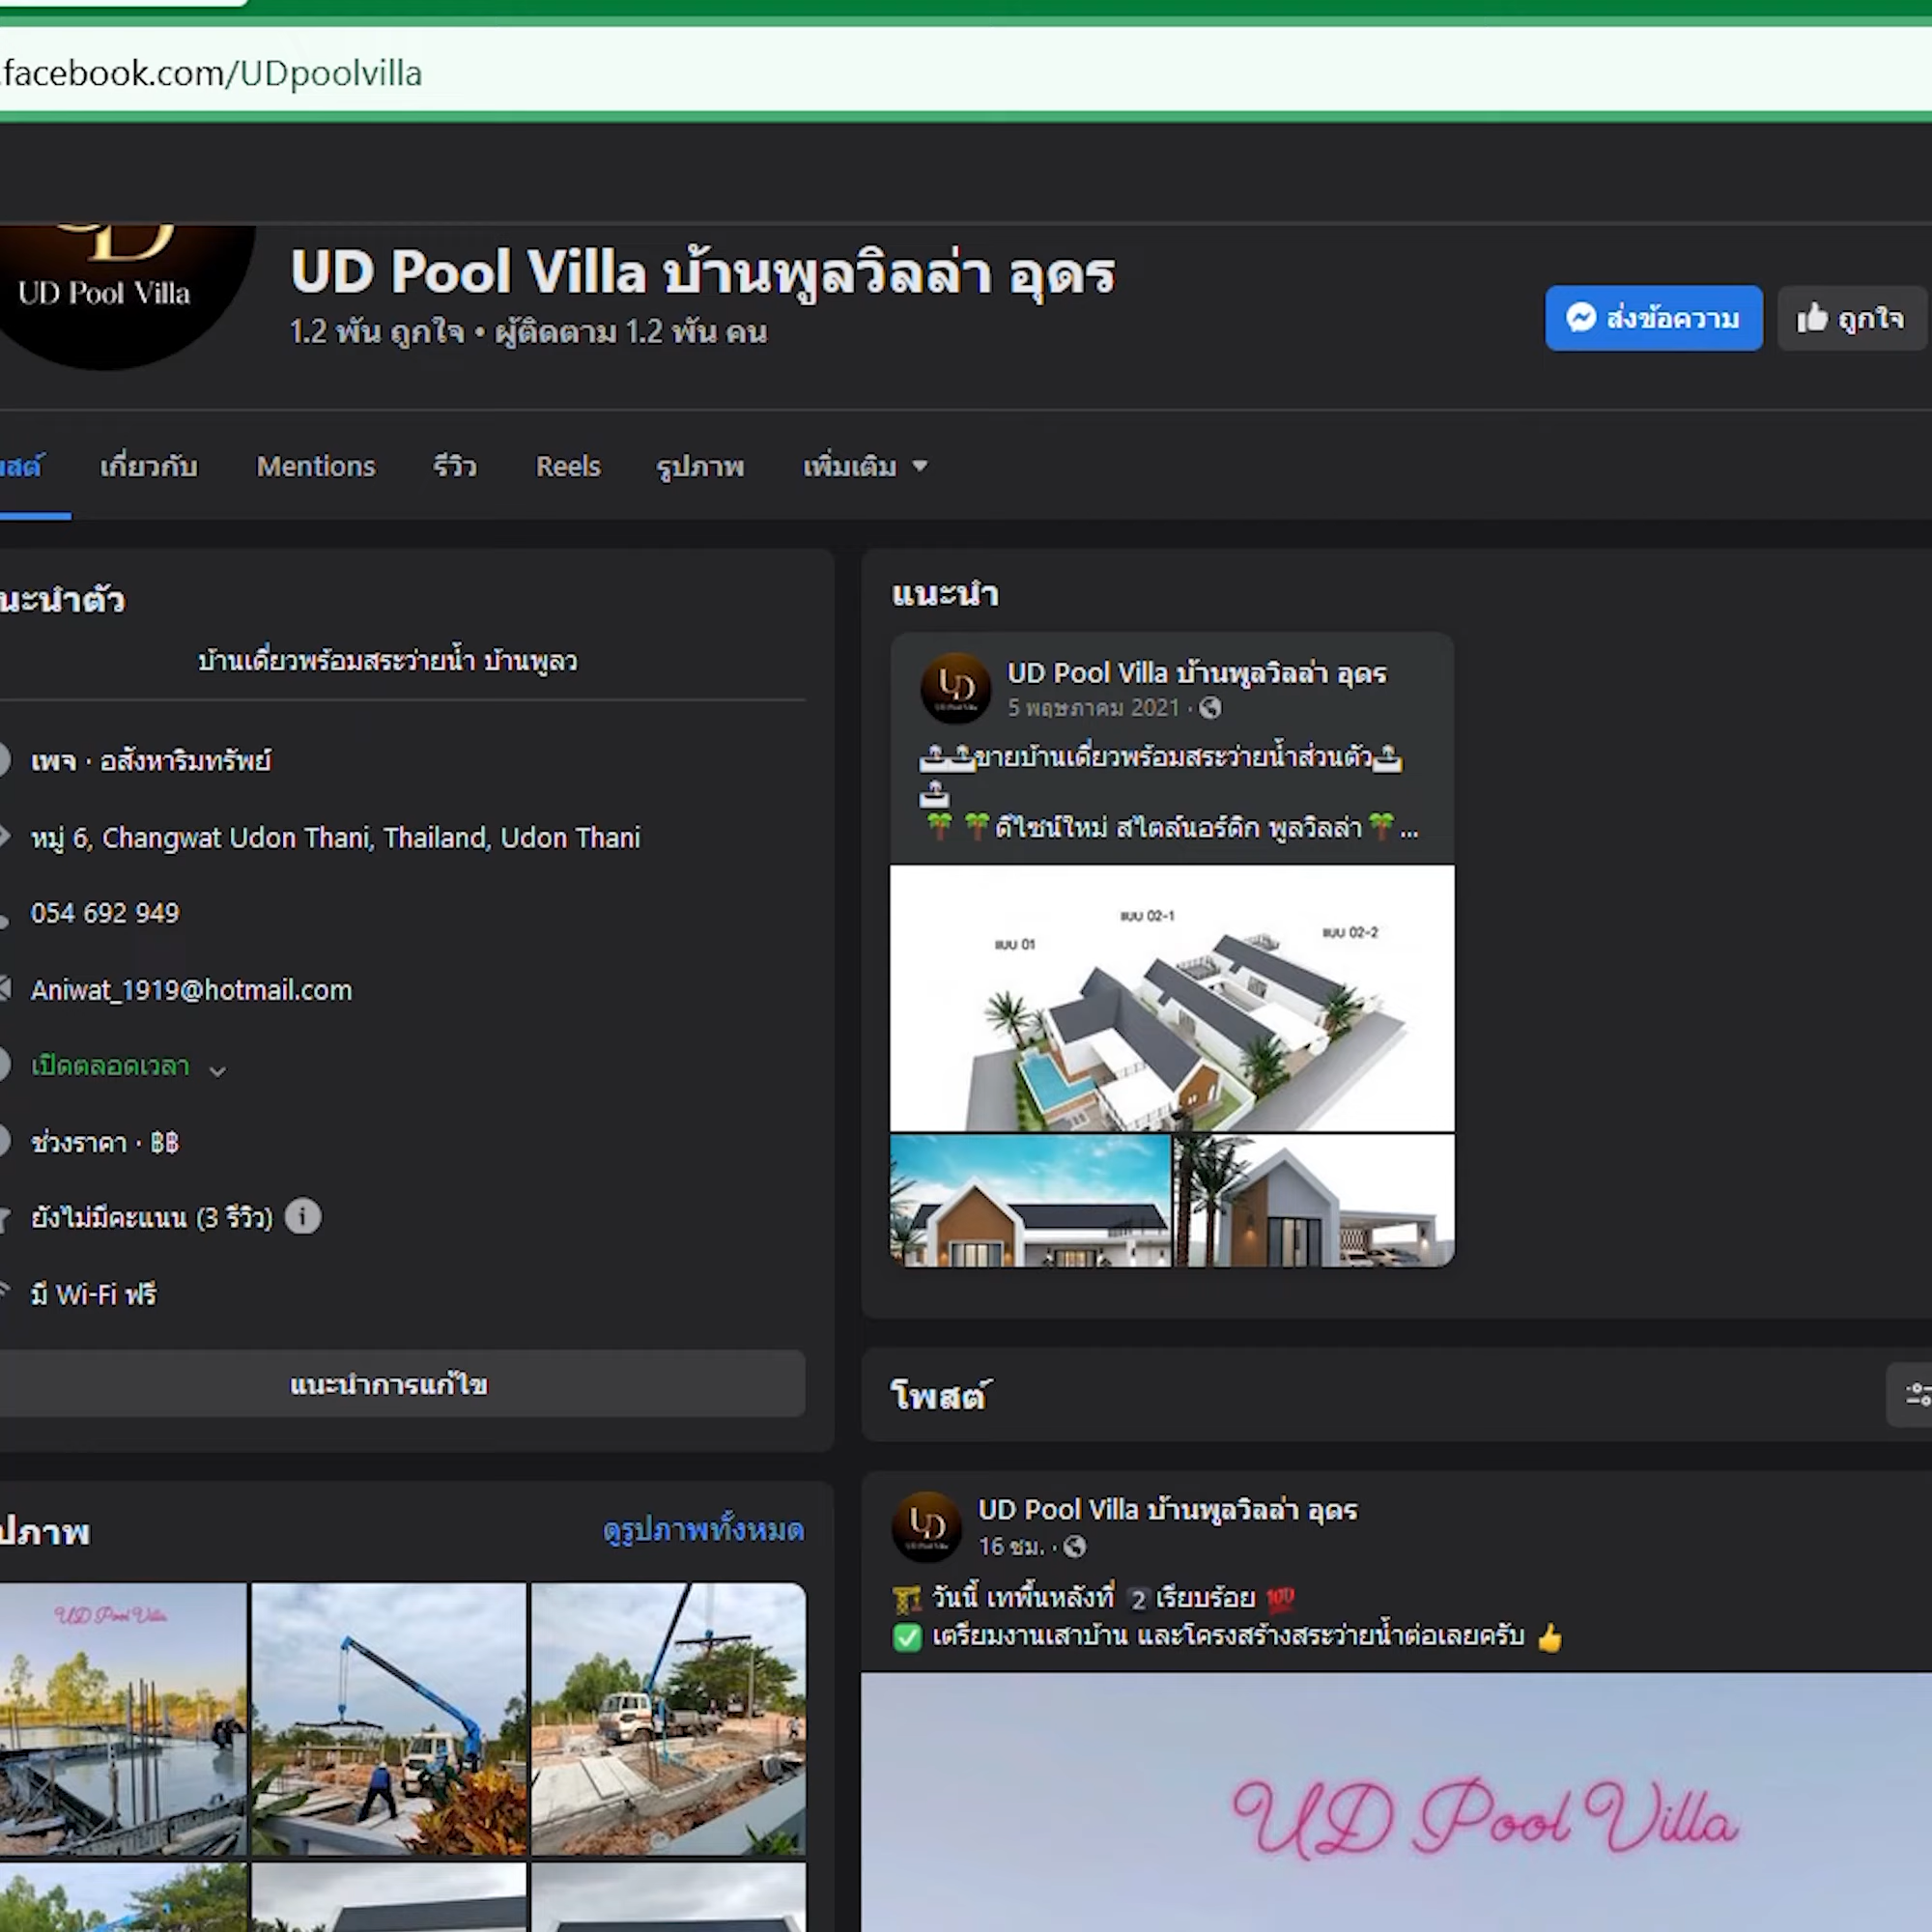 .facebook.com/UDpoolvilla
UD Pool Villa
UD Pool Villa บ้านพูลวิลล่า อุดร
1.2 พัน ถูกใจ • ผู้ติดตาม 1.2 พัน คน
ส่งข้อความ
ถูกใจ
เกี่ยวกับ
Mentions
รีวิว
Reels
รูปภาพ
เพิ่มเติม
บ้านเดี่ยวพร้อมสระว่ายน้ำ บ้านพูลว
เพจ · อสังหาริมทรัพย์
หมู่ 6, Changwat Udon Thani, Thailand, Udon Thani
054 692 949
Aniwat_1919@hotmail.com
เปิดตลอดเวลา
ช่วงราคา · ฿฿
ยังไม่มีคะแนน (3 รีวิว)
มี Wi-Fi ฟรี
แนะนำการแก้ไข
แนะนำ
UD
UD Pool Villa บ้านพูลวิลล่า อุดร
5 พฤษภาคม 2021 ·
ขายบ้านเดี่ยวพร้อมสระว่ายน้ำส่วนตัว
🌴 🌴ดีไซน์ใหม่ สไตล์นอร์ดิก พูลวิลล่า🌴...
แบบ 01
แบบ 02-1
แบบ 02-2
โพสต์
ดูรูปภาพทั้งหมด
UD Pool Villa
UD
UD Pool Villa บ้านพูลวิลล่า อุดร
16 ชม. ·
🏗 วันนี้ เทพื้นหลังที่ 2 เรียบร้อย 💯
✅ เตรียมงานเสาบ้าน และโครงสร้างสระว่ายน้ำต่อเลยครับ 👍
UD Pool Villa